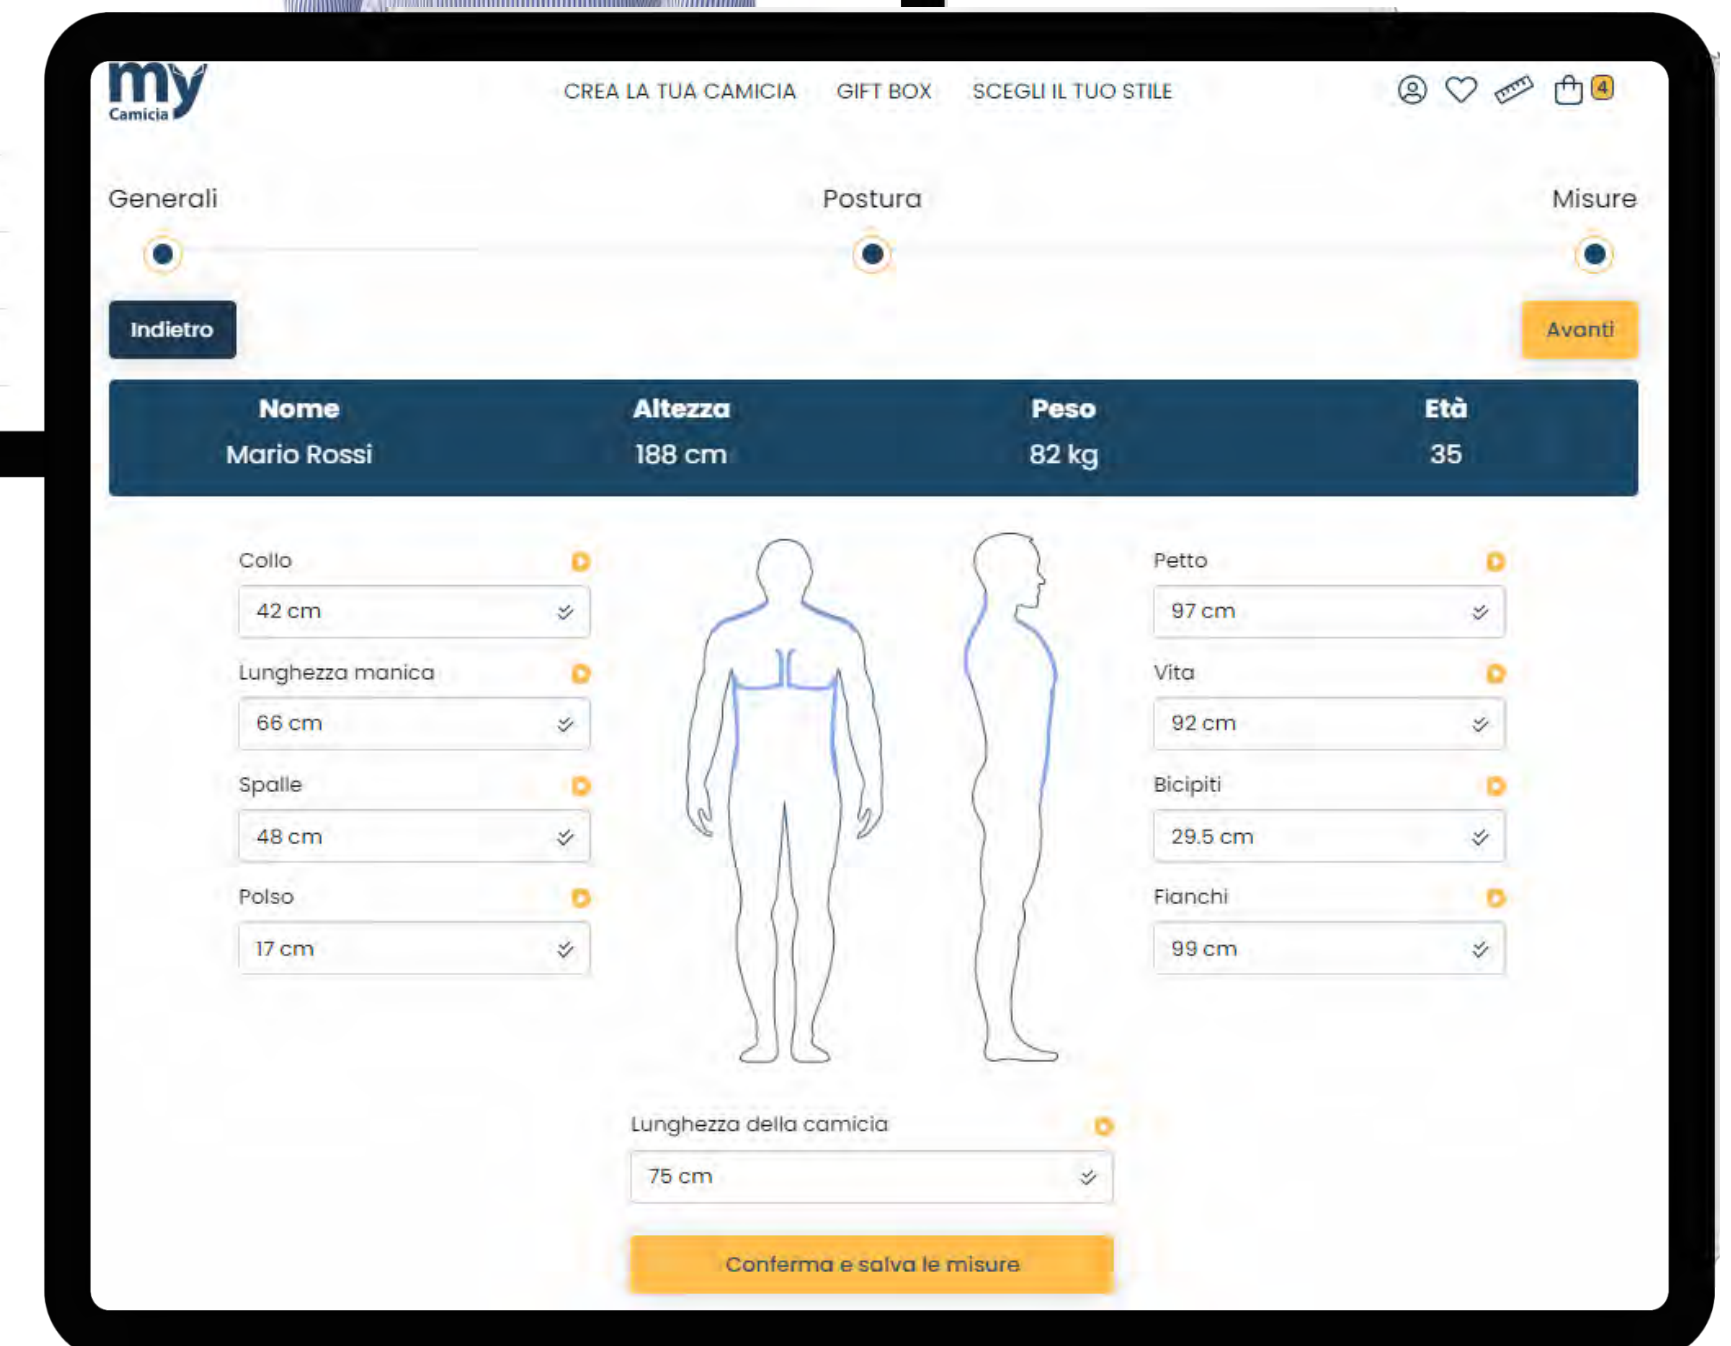 my
Camicia
CREA LA TUA CAMICIA GIFT BOX SCEGLI IL TUO STILE
4
Generali Postura Misure
Indietro Avanti
Nome Altezza Peso Età
Mario Rossi 188 cm 82 kg 35
Collo
42 cm
Lunghezza manica
66 cm
Spalle
48 cm
Polso
17 cm
Petto
97 cm
Vita
92 cm
Bicipiti
29.5 cm
Fianchi
99 cm
Lunghezza della camicia
75 cm
Conferma e salva le misure